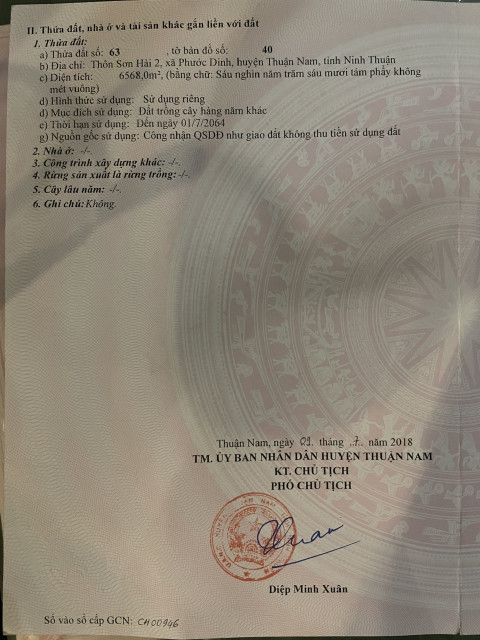 II. Thửa đất, nhà ở và tài sản khác gắn liền với đất
1. Thửa đất:
a) Thửa đất số: 63 , tờ bản đồ số: 40
b) Địa chỉ: Thôn Sơn Hải 2, xã Phước Dinh, huyện Thuận Nam, tỉnh Ninh Thuận
c) Diện tích: 6568,0m², (bằng chữ: Sáu nghìn năm trăm sáu mươi tám phẩy không
mét vuông)
d) Hình thức sử dụng: Sử dụng riêng
đ) Mục đích sử dụng: Đất trồng cây hàng năm khác
e) Thời hạn sử dụng: Đến ngày 01/7/2064
g) Nguồn gốc sử dụng: Công nhận QSDĐ như giao đất không thu tiền sử dụng đất
2. Nhà ở: -/-.
3. Công trình xây dựng khác: -/-.
4. Rừng sản xuất là rừng trồng: -/-.
5. Cây lâu năm: -/-.
6. Ghi chú: Không.
Thuận Nam, ngày 09 tháng 7 năm 2018
TM. ỦY BAN NHÂN DÂN HUYỆN THUẬN NAM
KT. CHỦ TỊCH
PHÓ CHỦ TỊCH
Xuan
Diệp Minh Xuân
Số vào sổ cấp GCN: CH00946